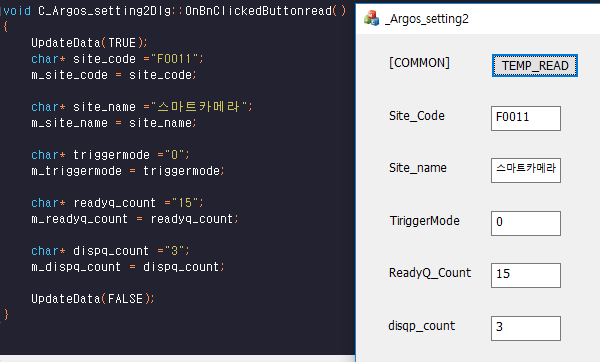 void C_Argos_setting2Dlg::OnBnClickedButtonread()
{
UpdateData(TRUE);
char* site_code ="F0011";
m_site_code = site_code;
char* site_name ="스마트카메라";
m_site_name = site_name;
char* triggermode ="0";
m_triggermode = triggermode;
char* readyq_count ="15";
m_readyq_count = readyq_count;
char* dispq_count ="3";
m_dispq_count = dispq_count;
UpdateData(FALSE);
}
_Argos_setting2
[COMMON] TEMP_READ
Site_Code F0011
Site_name 스마트카메라
TiriggerMode 0
ReadyQ_Count 15
disqp_count 3